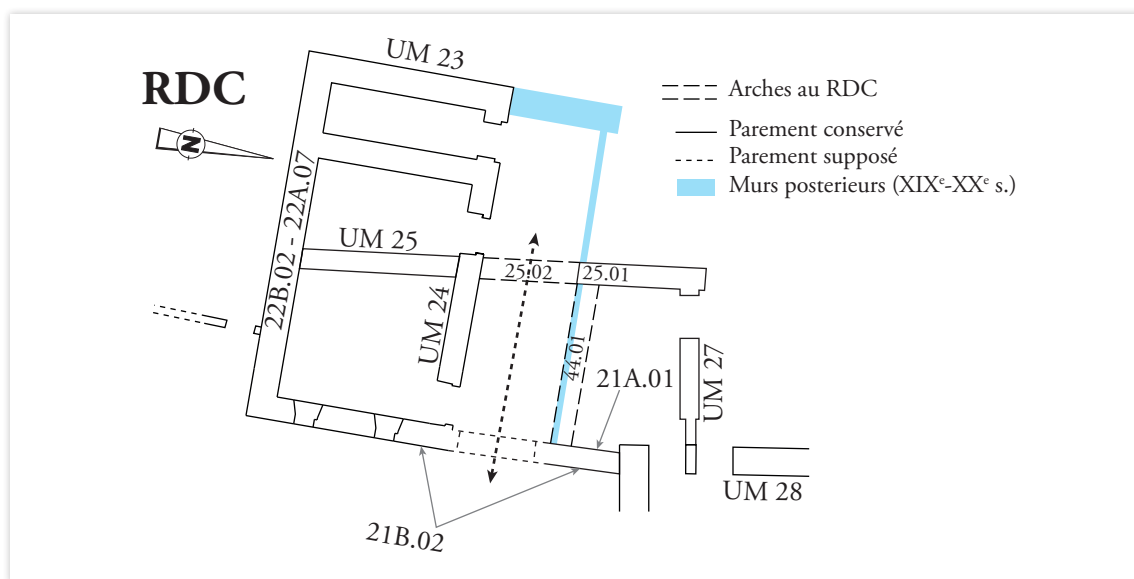 RDC
N
UM 23
Arches au RDC
Parement conservé
Parement supposé
Murs posterieurs (XIXᵉ-XXᵉ s.)
22B.02 - 22A.07
UM 25
25.02
25.01
UM 24
44.01
21A.01
UM 27
UM 28
21B.02